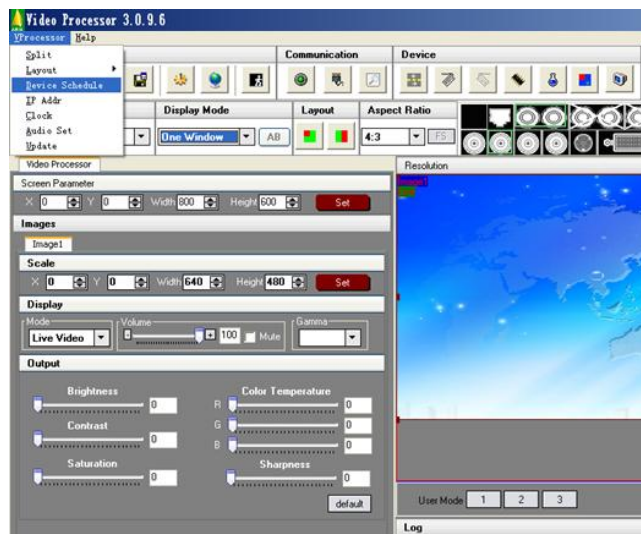 Video Processor 3.0.9.6
VProcessor Help
Split
Layout
Device Schedule
IP Addr
Clock
Audio Set
Update
Communication Device
Display Mode Layout Aspect Ratio
One Window AB 4:3 FS
Video Processor
Resolution
Screen Parameter
X 0 Y 0 Width 800 Height 600 Set
Images
Image1
Image1
Scale
X 0 Y 0 Width 640 Height 480 Set
Display
Mode Volume Gamma
Live Video - + 100 Mute
Output
Brightness Color Temperature
0 R 0
Contrast G 0
0 B 0
Saturation Sharpness
0 0
default
User Mode 1 2 3
Log